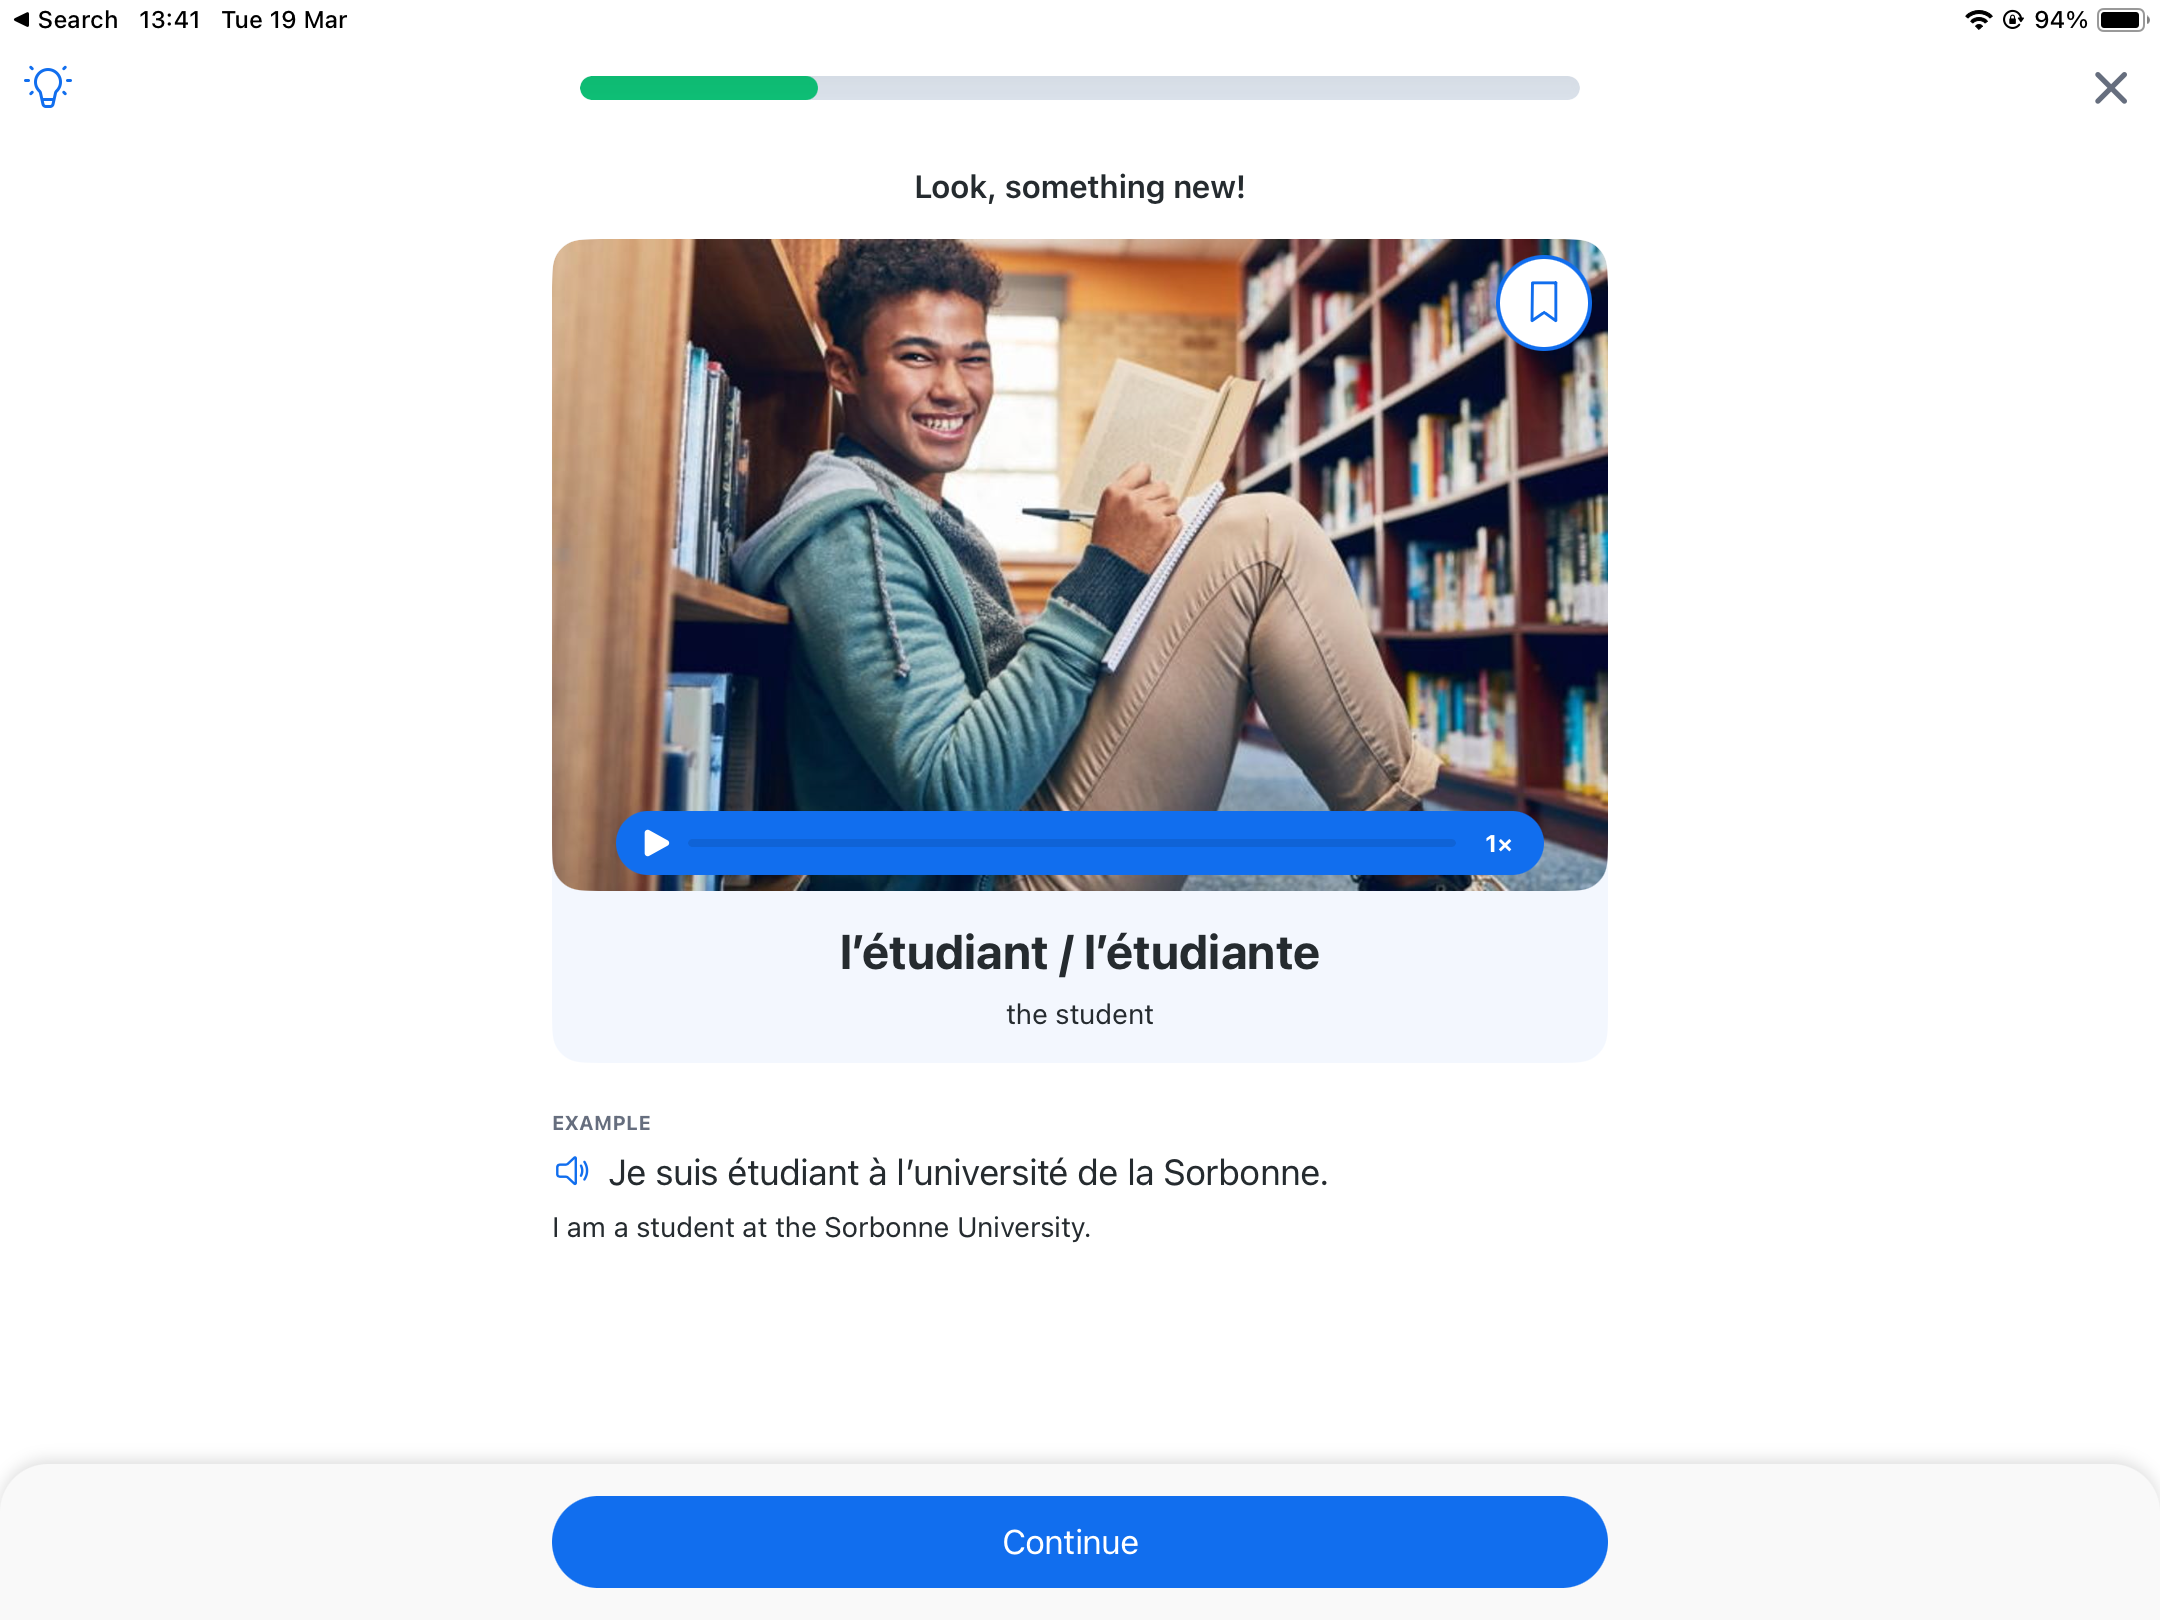 Search 13:41 Tue 19 Mar 94%
Look, something new!
1×
l’étudiant / l’étudiante
the student
EXAMPLE
Je suis étudiant à l’université de la Sorbonne.
I am a student at the Sorbonne University.
Continue